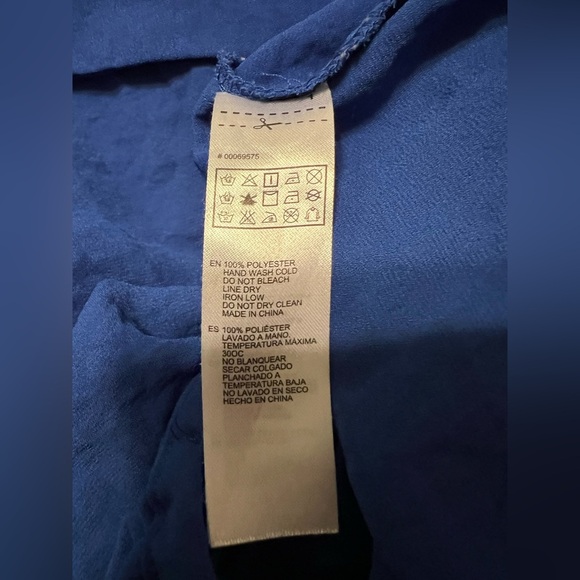 # 00069575
EN 100% POLYESTER
HAND WASH COLD
DO NOT BLEACH
LINE DRY
IRON LOW
DO NOT DRY CLEAN
MADE IN CHINA
ES 100% POLIÉSTER
LAVADO A MANO.
TEMPERATURA MÁXIMA
30OC
NO BLANQUEAR
SECAR COLGADO
PLANCHADO A
TEMPERATURA BAJA
NO LAVADO EN SECO
HECHO EN CHINA